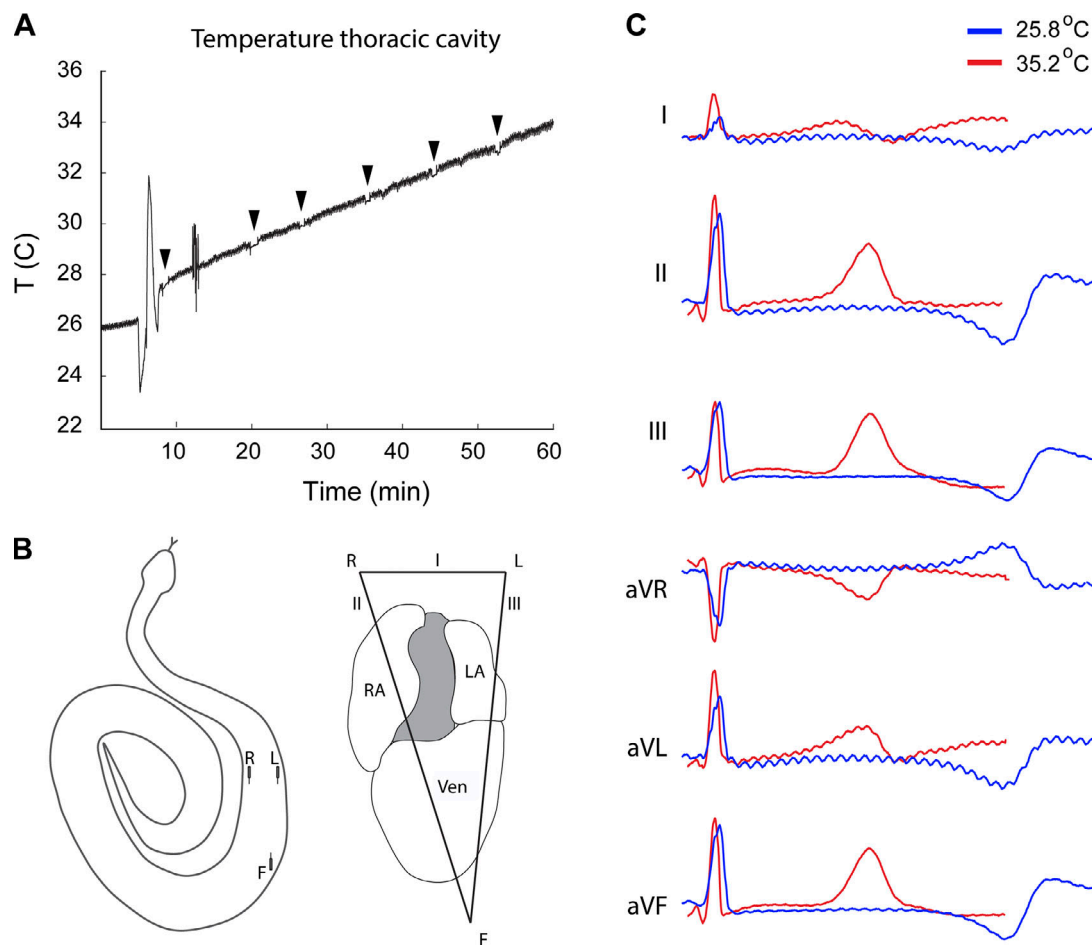 A
Temperature thoracic cavity
36
34
32
30
28
26
24
22
T (C)
10
20
30
40
50
60
Time (min)
B
R
L
F
R
I
L
II
III
RA
LA
Ven
F
C
25.8°C
35.2°C
I
II
III
aVR
aVL
aVF